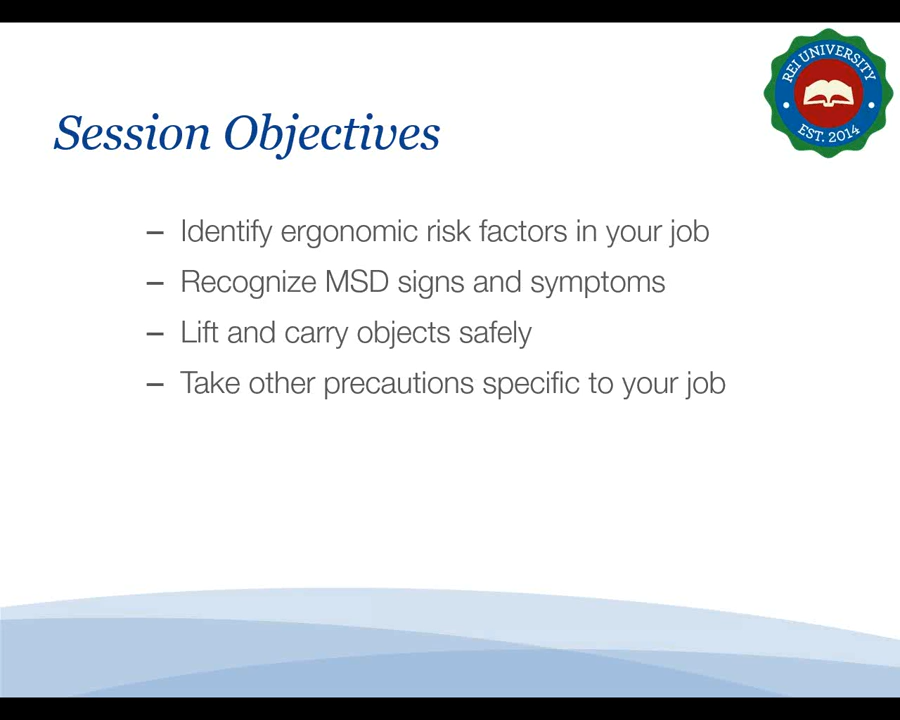 REI UNIVERSITY
EST. 2014
Session Objectives
– Identify ergonomic risk factors in your job
– Recognize MSD signs and symptoms
– Lift and carry objects safely
– Take other precautions specific to your job